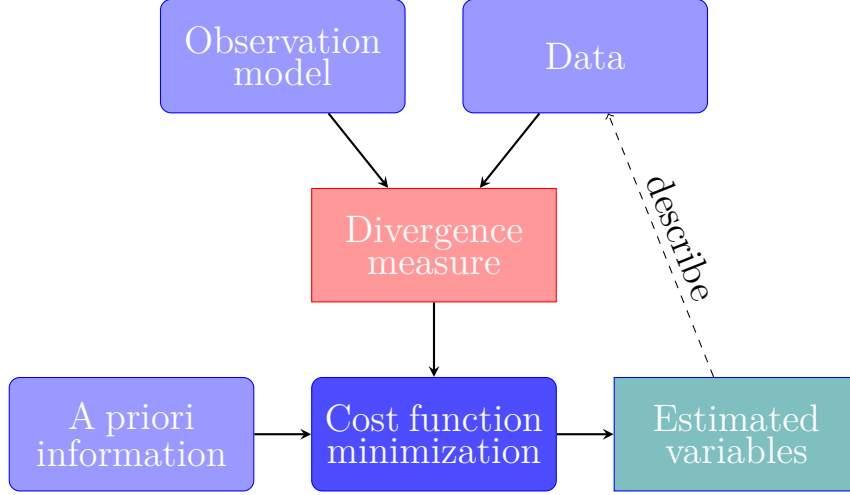 Observation
model
Data
Divergence
measure
describe
A priori
information
Cost function
minimization
Estimated
variables